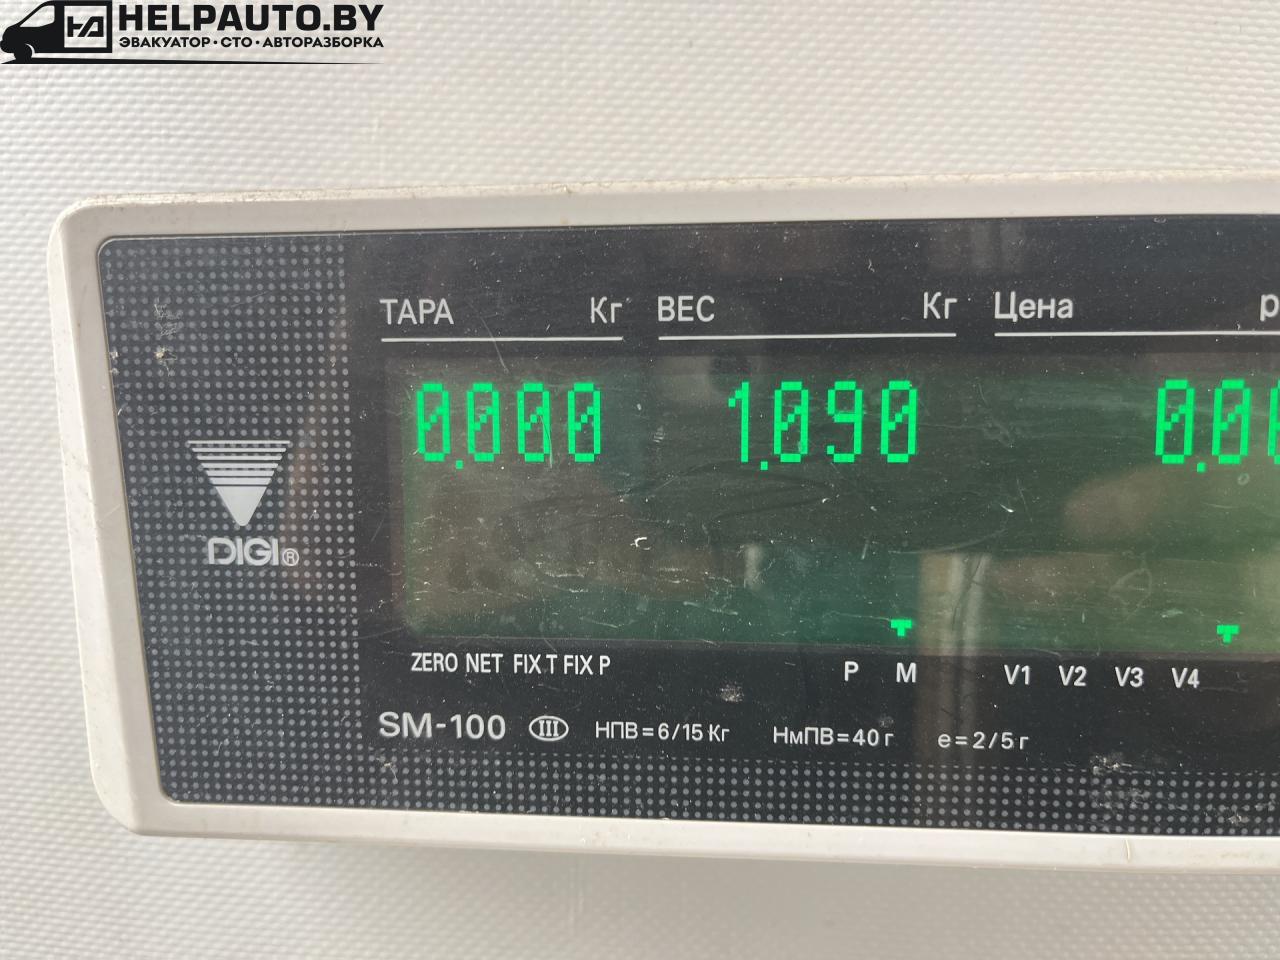 HELPAUTO.BY
ЭВАКУАТОР·СТО·АВТОРАЗБОРКА
ТАРА Кг ВЕС Кг Цена
0.000 1.090
DIGI®
ZERO NET FIX T FIX P P M V1 V2 V3 V4
SM-100 III НПВ=6/15 Кг НмПВ=40 г e=2/5 г